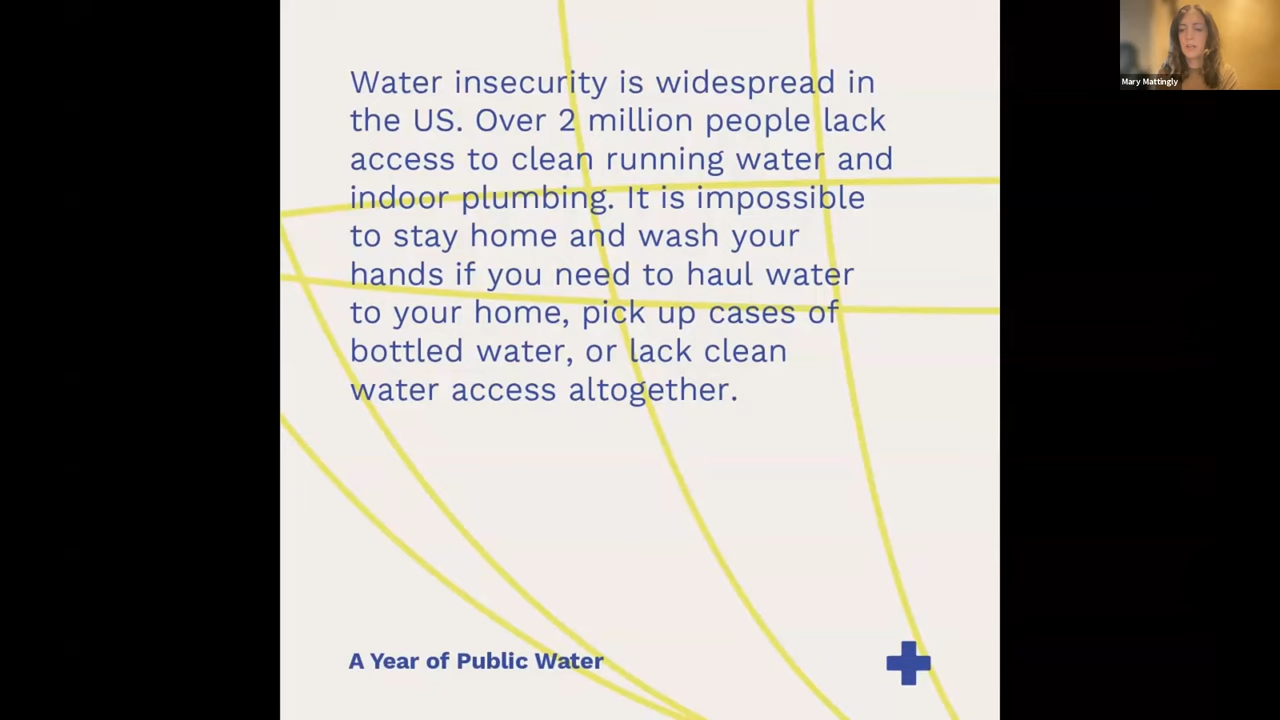 Water insecurity is widespread in
the US. Over 2 million people lack
access to clean running water and
indoor plumbing. It is impossible
to stay home and wash your
hands if you need to haul water
to your home, pick up cases of
bottled water, or lack clean
water access altogether.
A Year of Public Water
Mary Mattingly